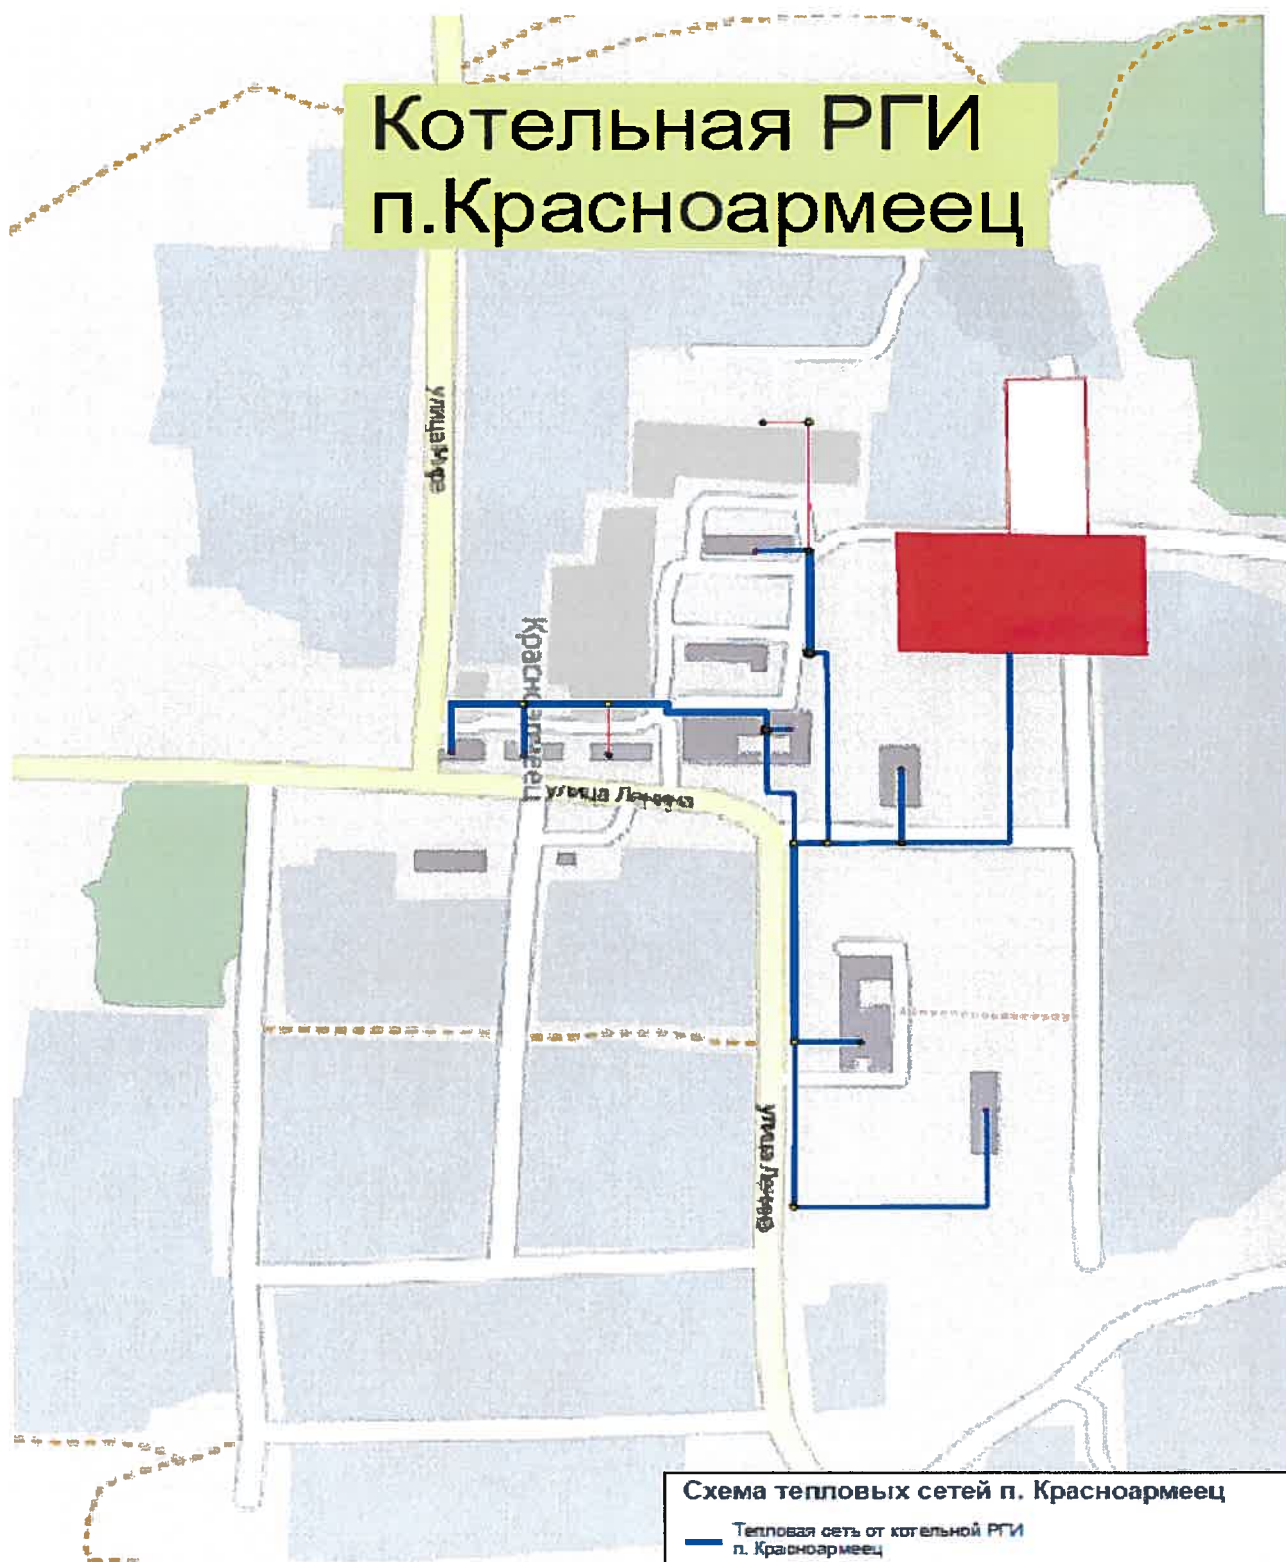 Котельная РГИ
п.Красноармеец
улица Мира
Красноармеец
улица Ленина
улица Ленина
Схема тепловых сетей п. Красноармеец
Тепловая сеть от котельной РГИ
п. Красноармеец